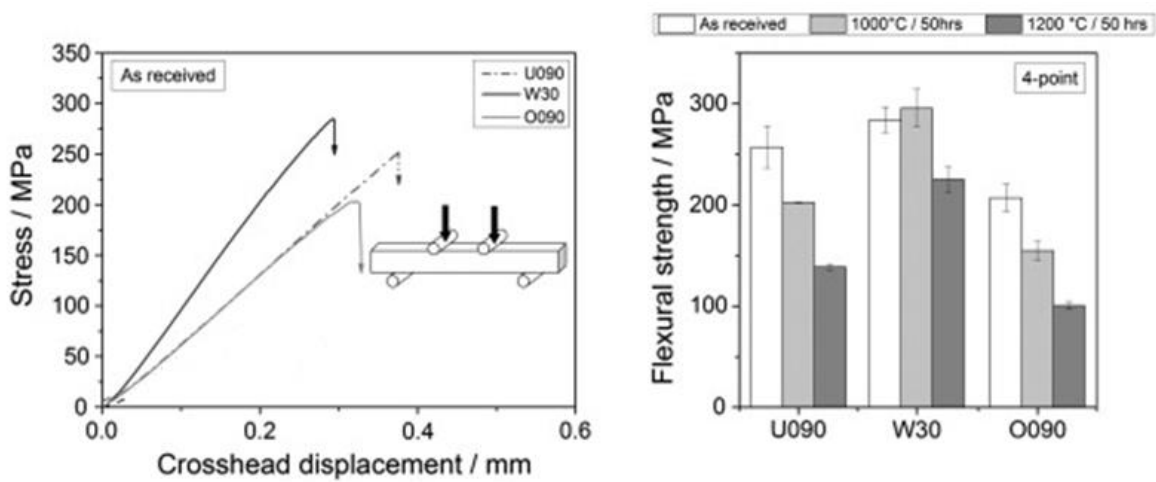 350
300
250
200
150
100
50
0
Stress / MPa
As received
U090
W30
O090
0.0
0.2
0.4
0.6
Crosshead displacement / mm
As received
1000°C / 50hrs
1200 °C / 50 hrs
4-point
300
200
100
0
Flexural strength / MPa
U090
W30
O090